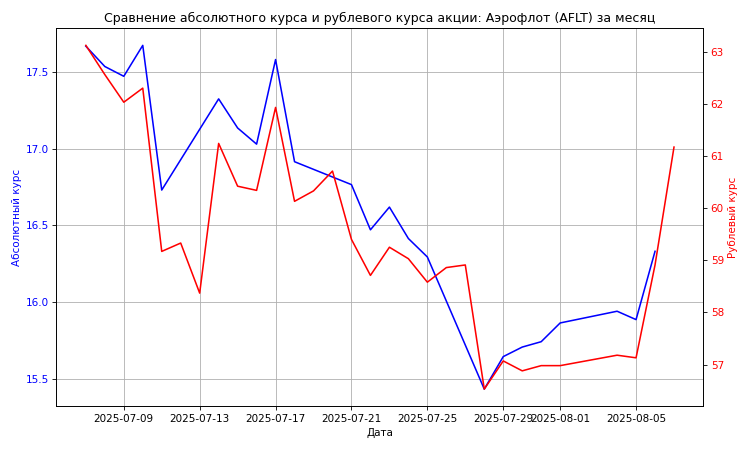 Сравнение абсолютного курса и рублевого курса акции: Аэрофлот (AFLT) за месяц
Абсолютный курс
17.5
17.0
16.5
16.0
15.5
63
62
61
60
59
58
57
Рублевый курс
2025-07-09 2025-07-13 2025-07-17 2025-07-21 2025-07-25 2025-07-29 2025-08-01 2025-08-05
Дата